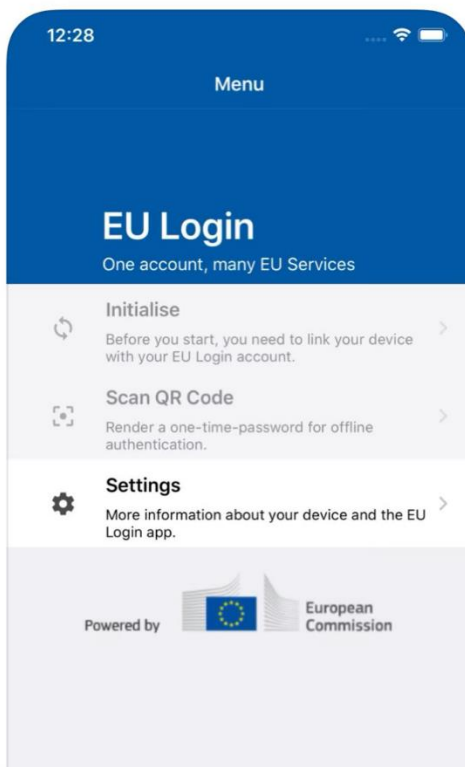 12:28
Menu
EU Login
One account, many EU Services
Initialise
Before you start, you need to link your device
with your EU Login account.
Scan QR Code
Render a one-time-password for offline
authentication.
Settings
More information about your device and the EU
Login app.
Powered by
European
Commission